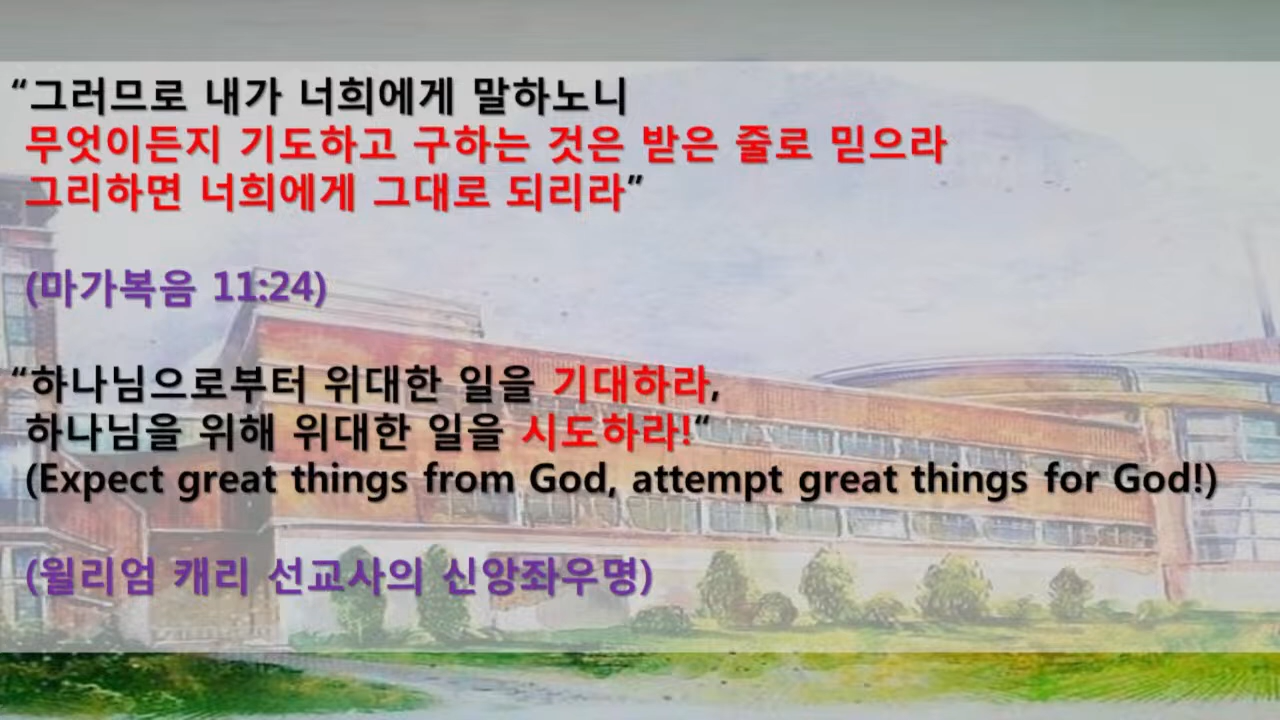 “그러므로 내가 너희에게 말하노니
무엇이든지 기도하고 구하는 것은 받은 줄로 믿으라
그리하면 너희에게 그대로 되리라”
(마가복음 11:24)
“하나님으로부터 위대한 일을 기대하라,
하나님을 위해 위대한 일을 시도하라!“
(Expect great things from God, attempt great things for God!)
(윌리엄 캐리 선교사의 신앙좌우명)